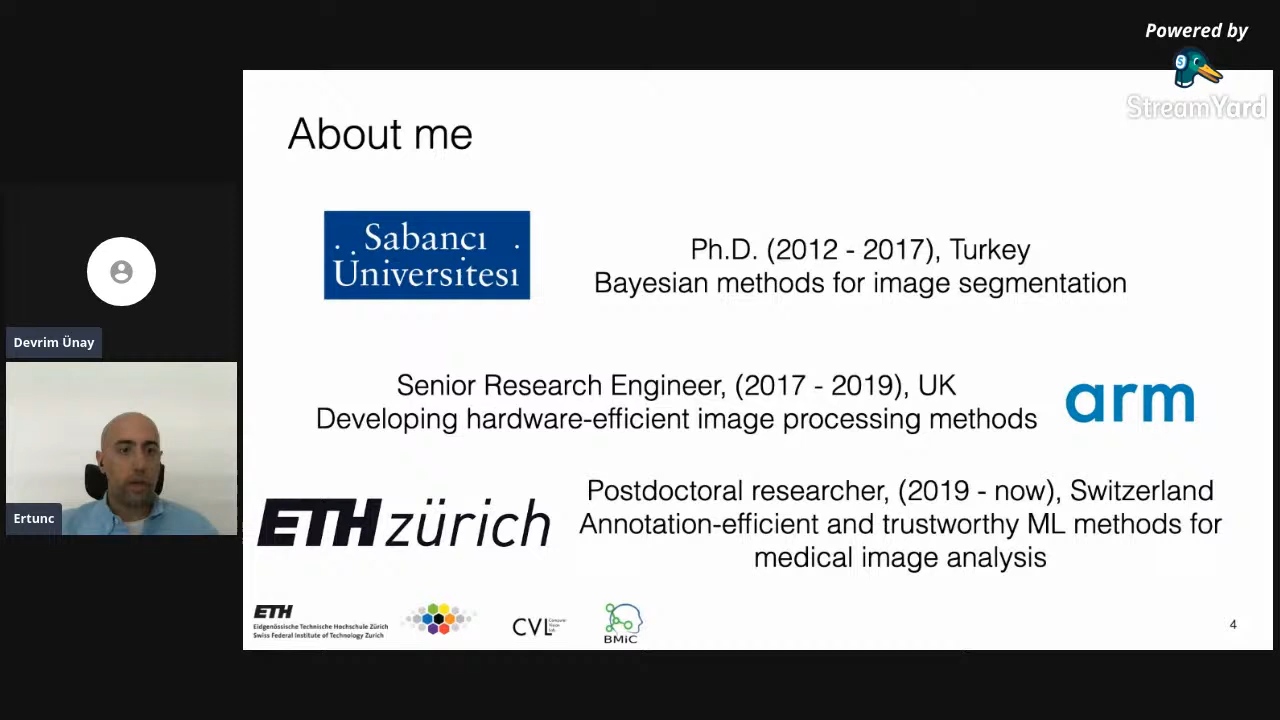 Powered by
StreamYard
About me
Sabancı
Üniversitesi
Ph.D. (2012 - 2017), Turkey
Bayesian methods for image segmentation
Senior Research Engineer, (2017 - 2019), UK
Developing hardware-efficient image processing methods
arm
ETH zürich
Postdoctoral researcher, (2019 - now), Switzerland
Annotation-efficient and trustworthy ML methods for
medical image analysis
Devrim Ünay
Ertunc
ETH
Eidgenössische Technische Hochschule Zürich
Swiss Federal Institute of Technology Zurich
CVL
Computer
Vision
Lab
BMiC
4